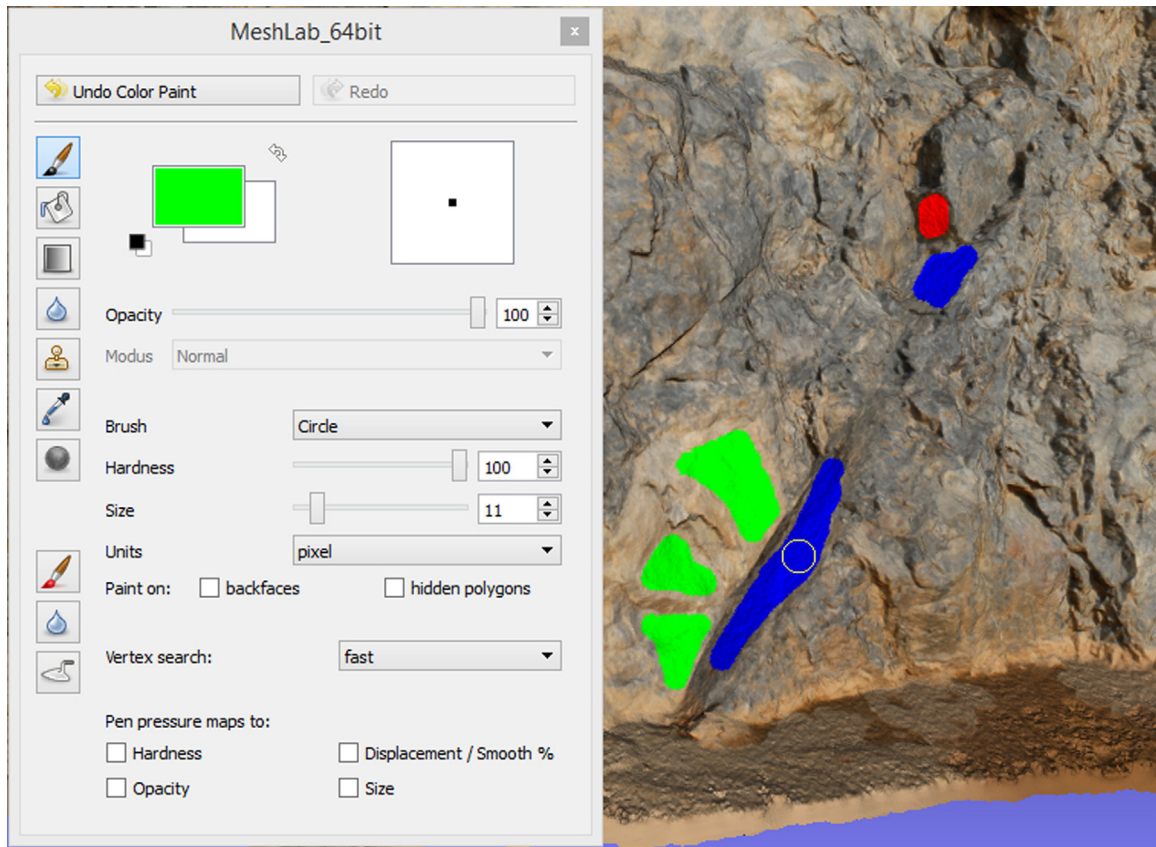 MeshLab_64bit
x
Undo Color Paint
Redo
Opacity 100
Modus Normal
Brush Circle
Hardness 100
Size 11
Units pixel
Paint on: backfaces hidden polygons
Vertex search: fast
Pen pressure maps to:
Hardness Displacement / Smooth %
Opacity Size